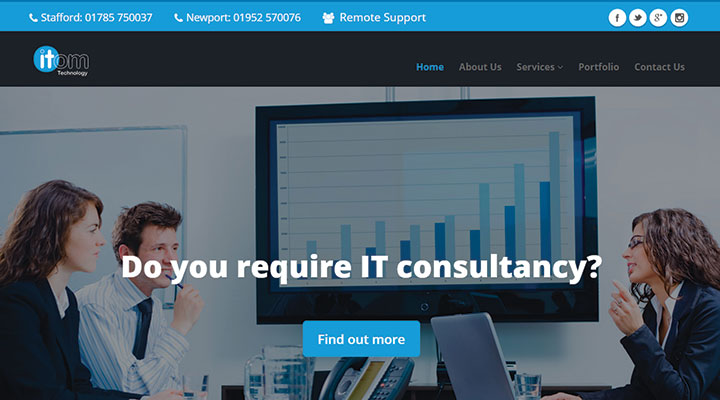 Stafford: 01785 750037 Newport: 01952 570076 Remote Support
itom
Technology
Home About Us Services Portfolio Contact Us
Do you require IT consultancy?
Find out more